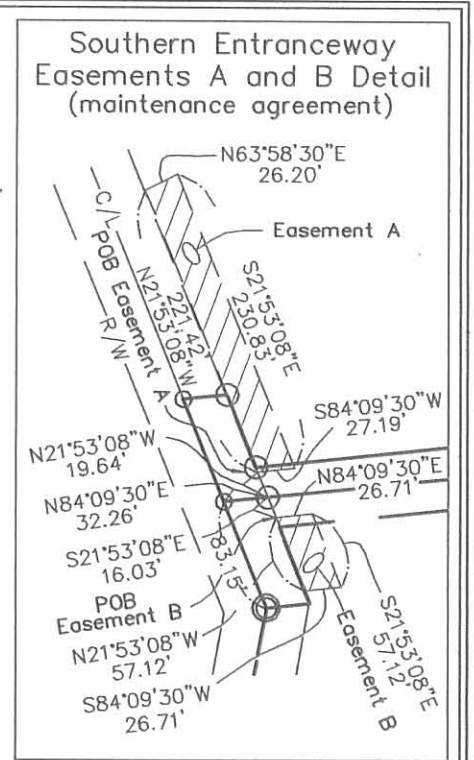 Southern Entranceway
Easements A and B Detail
(maintenance agreement)
N63°58'30"E
26.20'
Easement A
C/L
POB Easement A
R/W
N21°53'08"W
221.42'
S21°53'08"E
230.83'
S84°09'30"W
27.19'
N21°53'08"W
19.64'
N84°09'30"E
26.71'
N84°09'30"E
32.26'
S21°53'08"E
16.03'
83.15'
POB
Easement B
N21°53'08"W
57.12'
S84°09'30"W
26.71'
Easement B
S21°53'08"E
57.12'